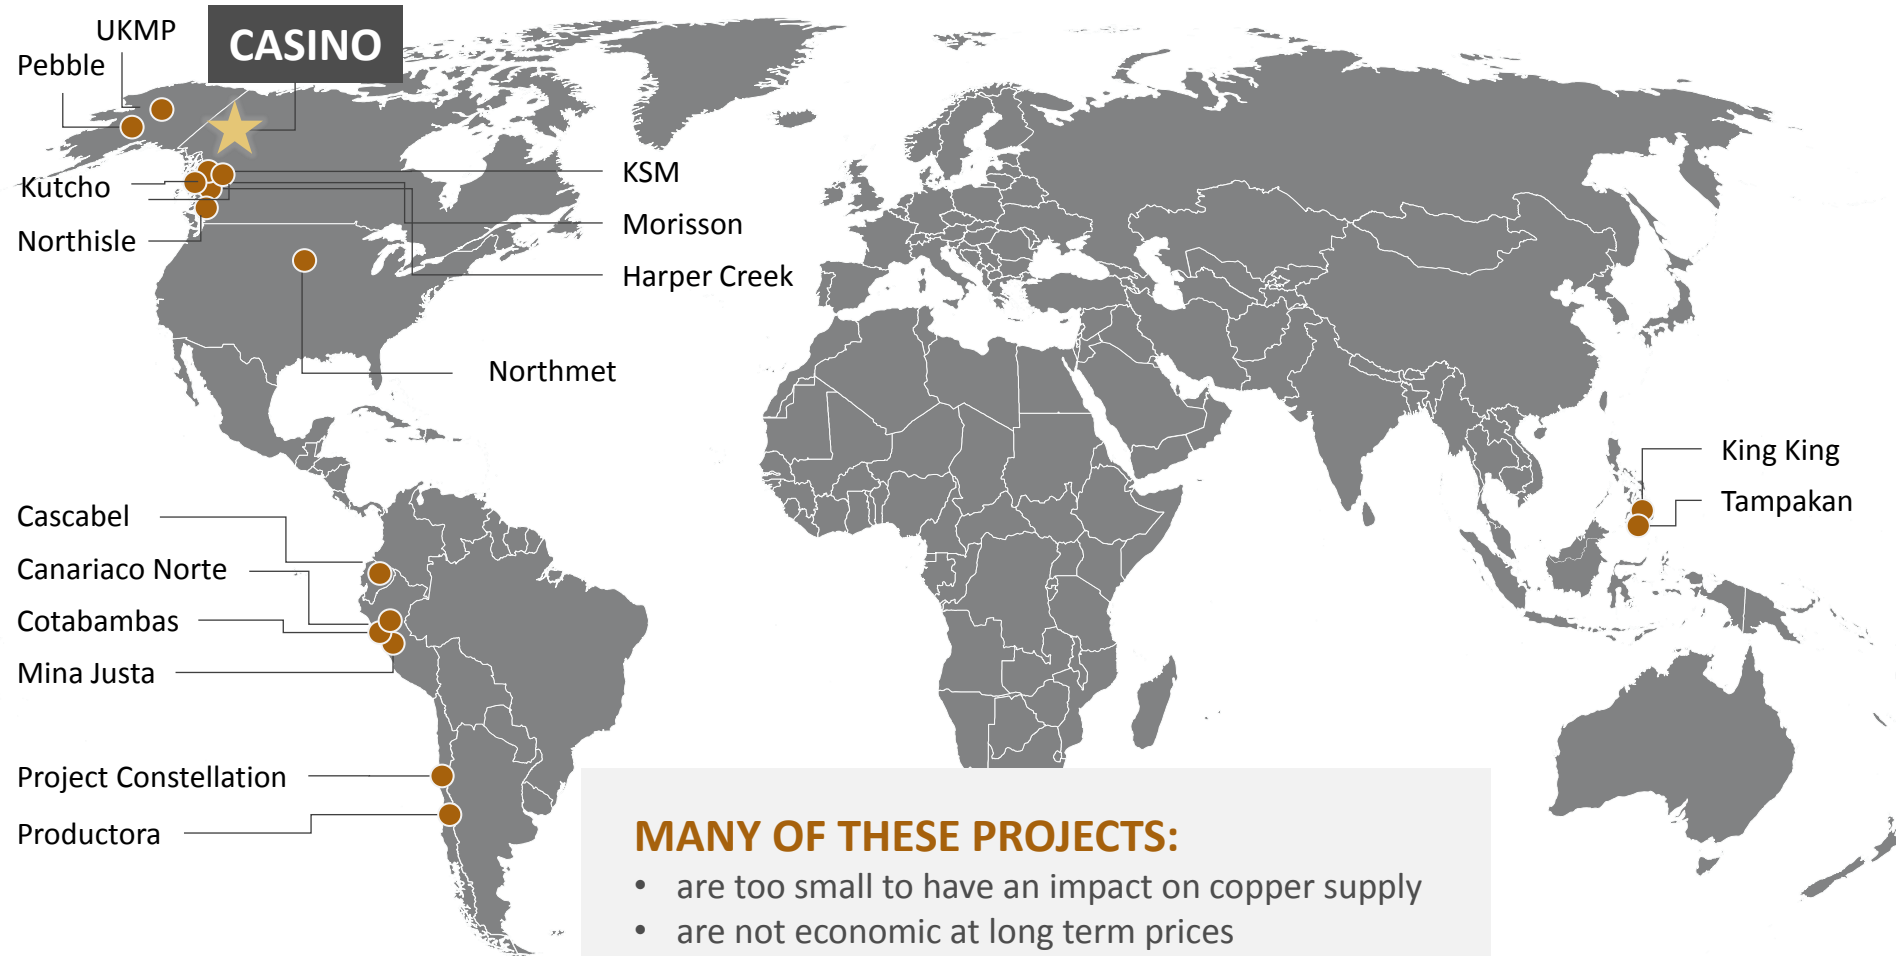 UKMP
CASINO
Pebble
KSM
Kutcho
Morisson
Northisle
Harper Creek
Northmet
King King
Tampakan
Cascabel
Canariaco Norte
Cotabambas
Mina Justa
Project Constellation
Productora
MANY OF THESE PROJECTS:
• are too small to have an impact on copper supply
• are not economic at long term prices